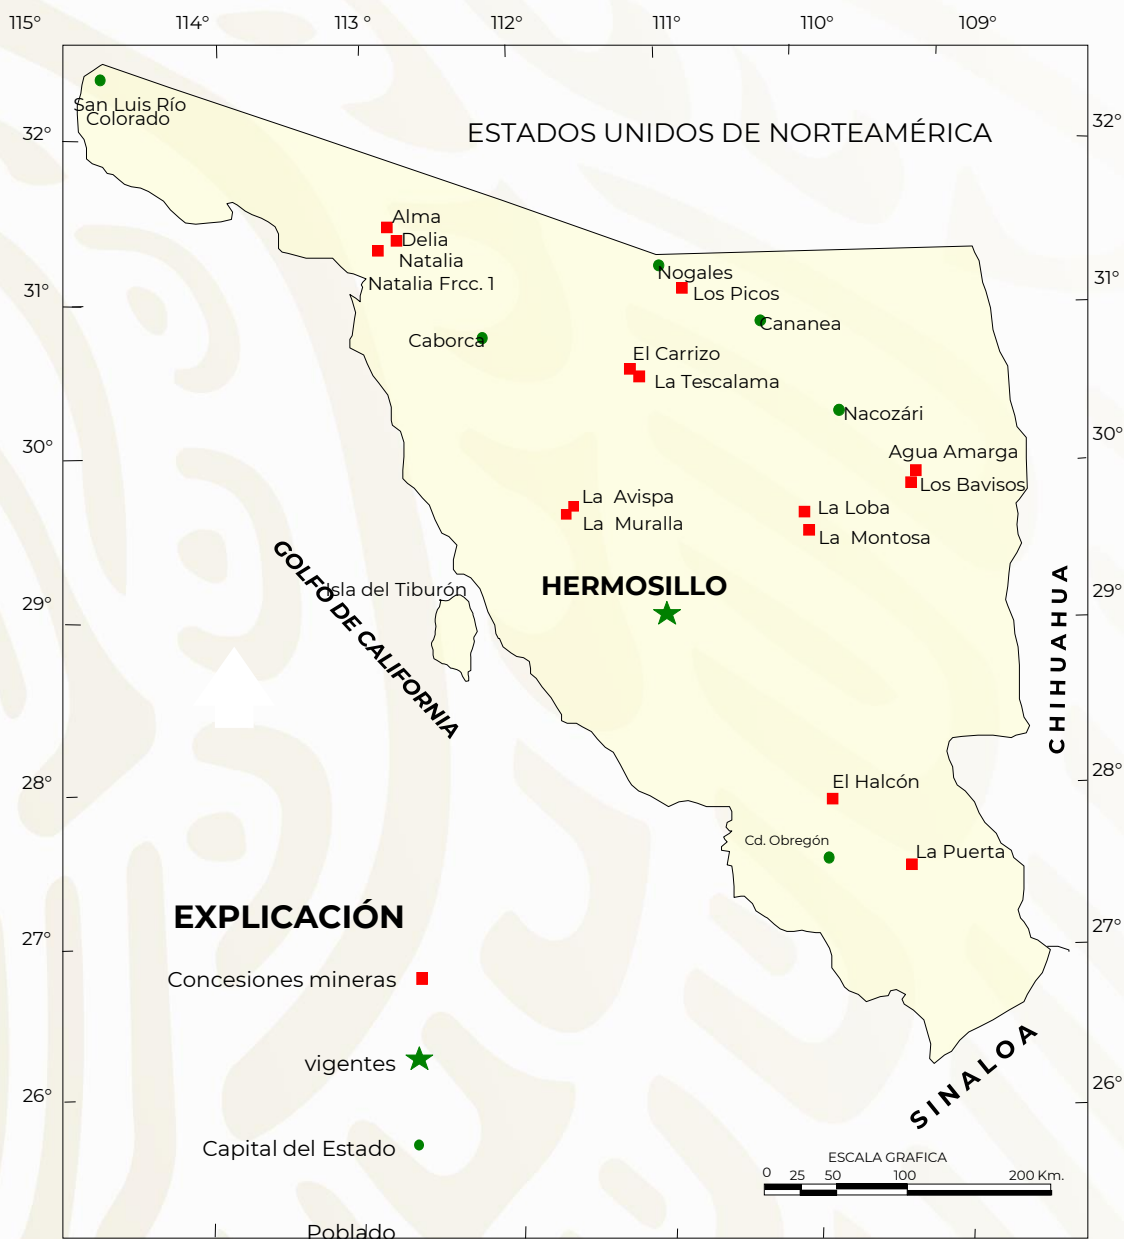 115°
114°
113 °
112°
111°
110°
109°
San Luis Río
Colorado
32°
32°
ESTADOS UNIDOS DE NORTEAMÉRICA
Alma
Delia
Natalia
Natalia Frcc. 1
Nogales
Los Picos
31°
31°
Cananea
Caborca
El Carrizo
La Tescalama
Nacozári
30°
30°
Agua Amarga
Los Bavisos
La Avispa
La Muralla
La Loba
La Montosa
GOLFO DE CALIFORNIA
Isla del Tiburón
HERMOSILLO
29°
29°
CHIHUAHUA
28°
28°
El Halcón
Cd. Obregón
La Puerta
EXPLICACIÓN
27°
27°
Concesiones mineras
vigentes
Capital del Estado
Poblado
26°
26°
SINALOA
ESCALA GRAFICA
0 25 50 100 200 Km.